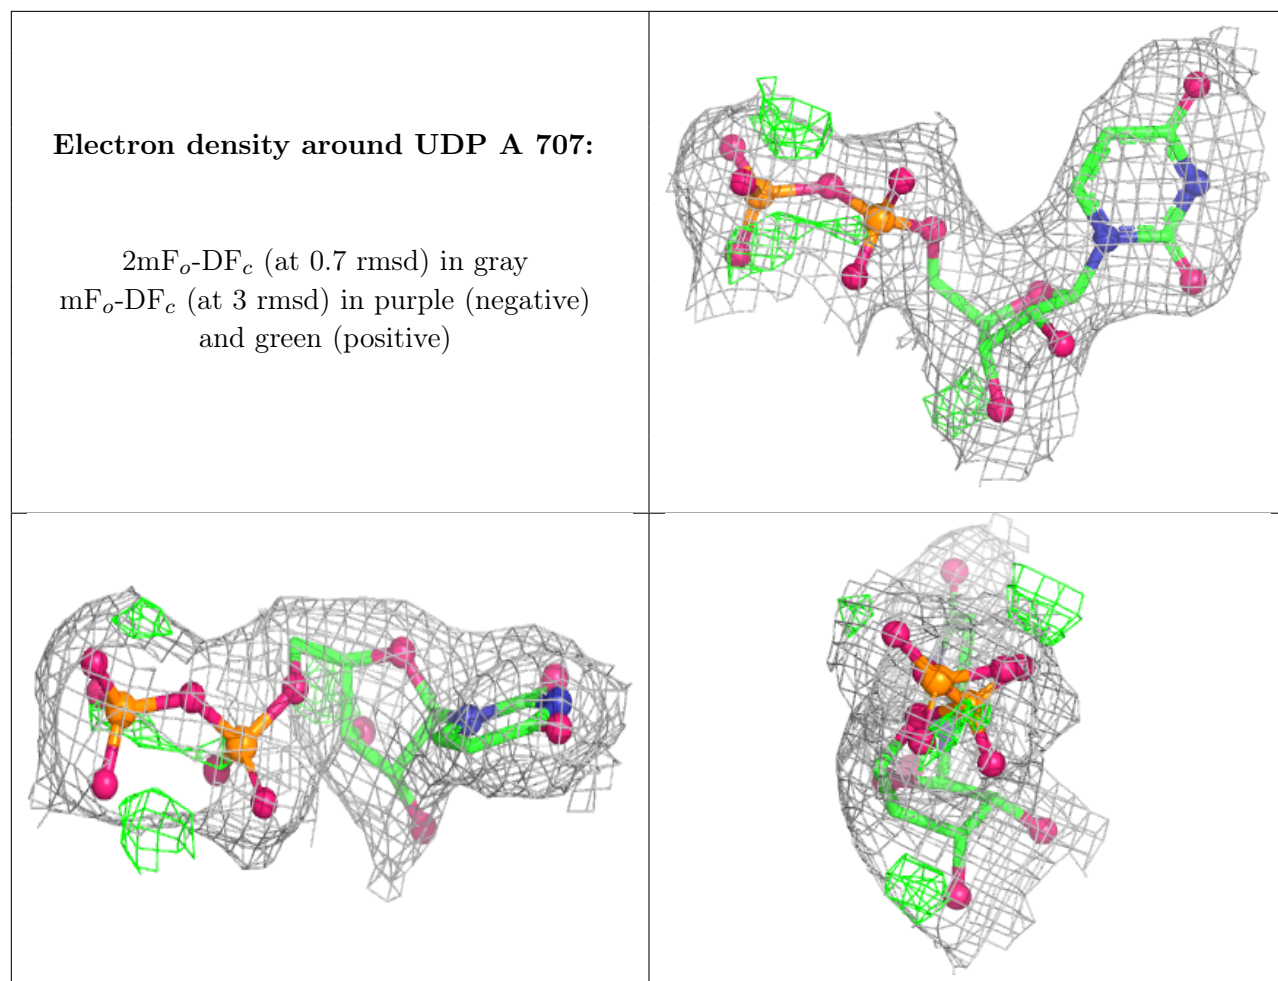 Electron density around UDP A 707:
2mFo-DFc (at 0.7 rmsd) in gray
mFo-DFc (at 3 rmsd) in purple (negative)
and green (positive)